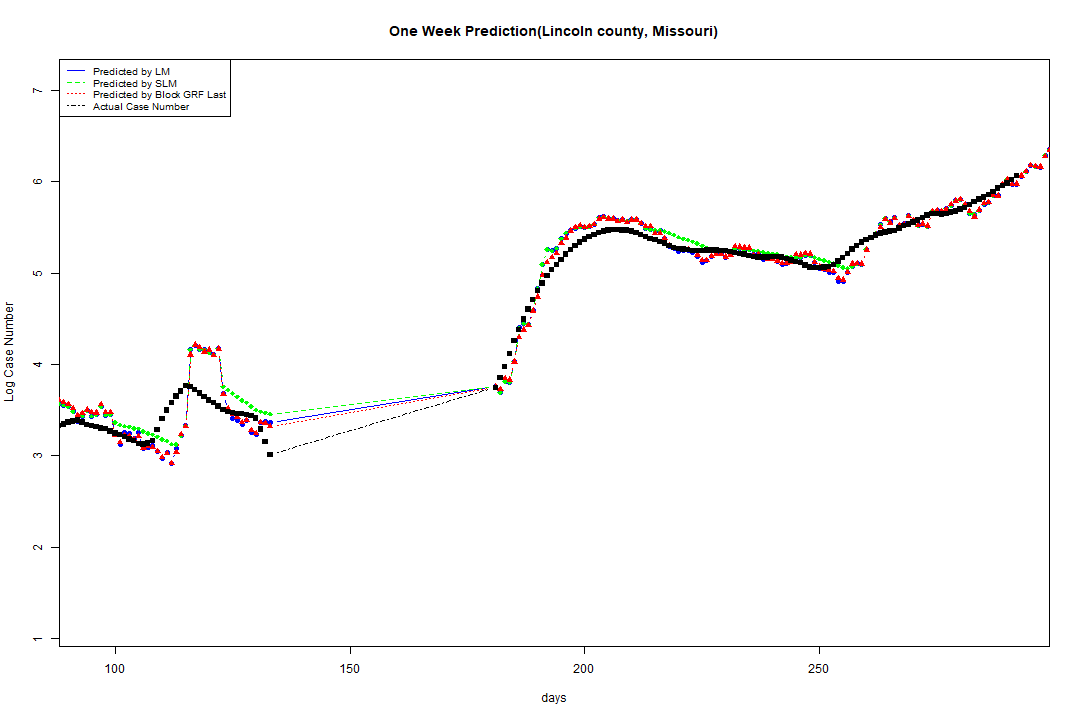 One Week Prediction(Lincoln county, Missouri)
Predicted by LM
Predicted by SLM
Predicted by Block GRF Last
Actual Case Number
7
6
5
4
3
2
1
Log Case Number
100 150 200 250
days